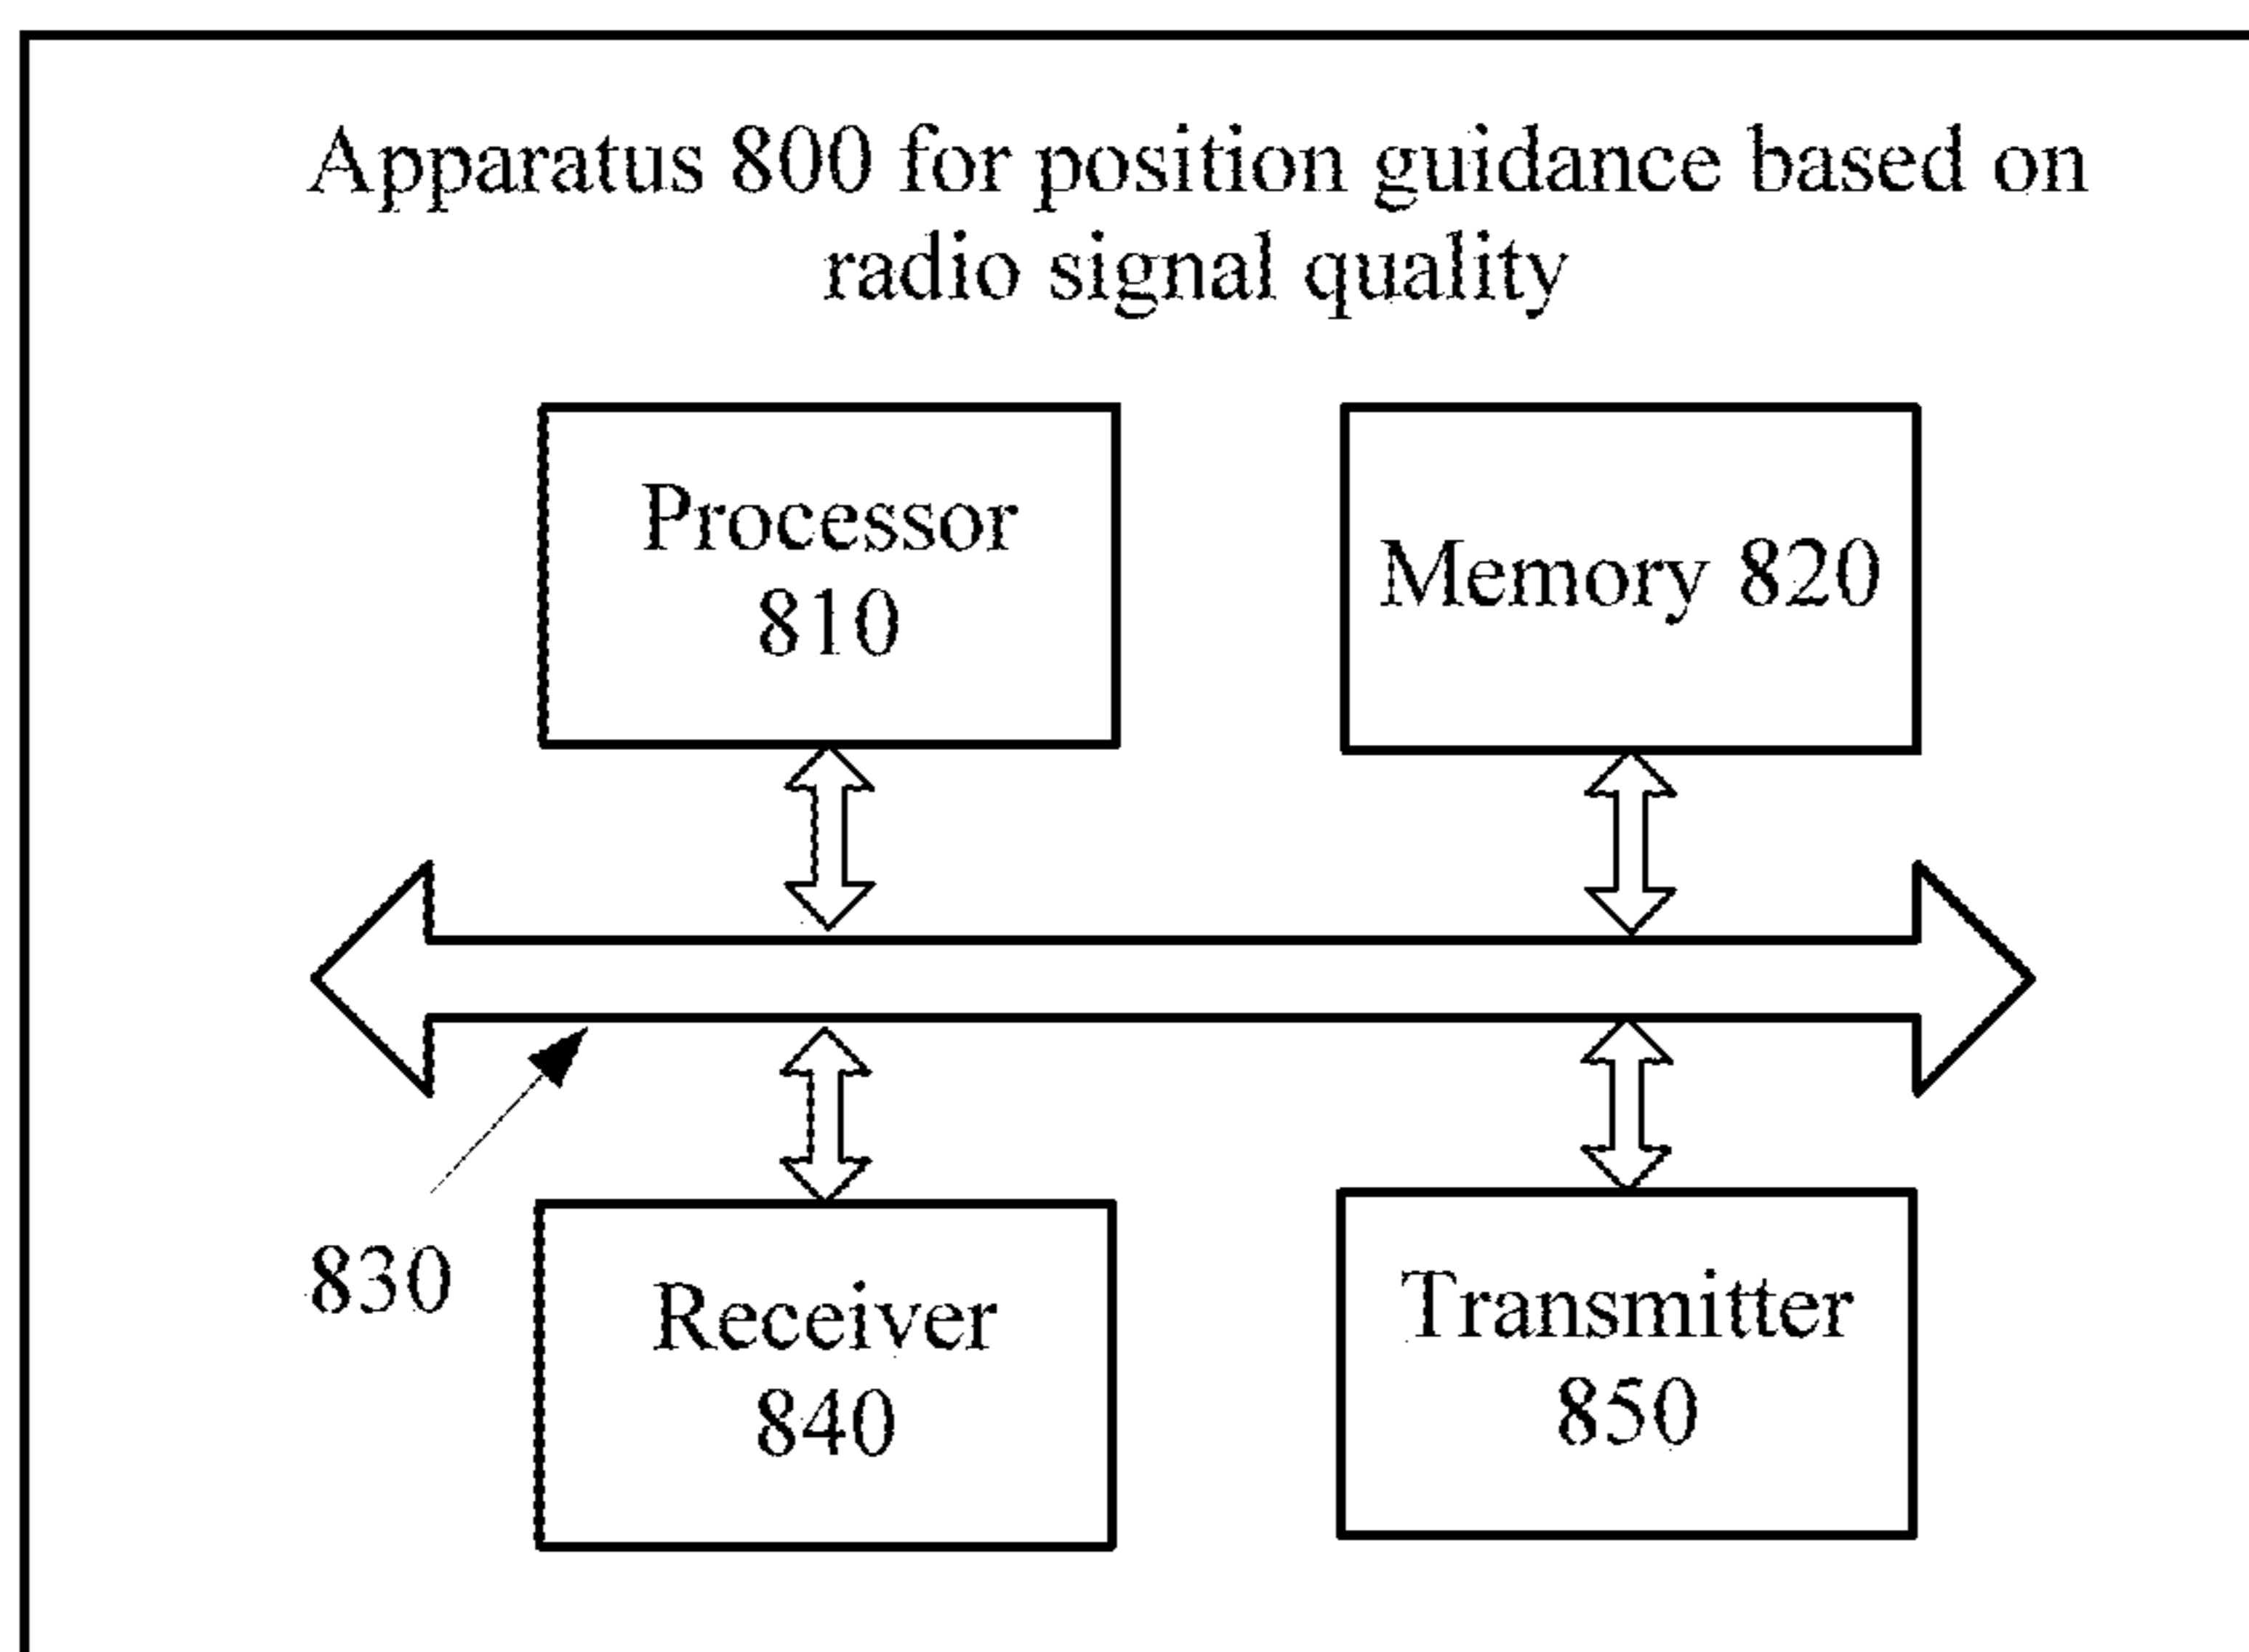 Apparatus 800 for position guidance based on
radio signal quality
Processor
810
Memory 820
830
Receiver
840
Transmitter
850